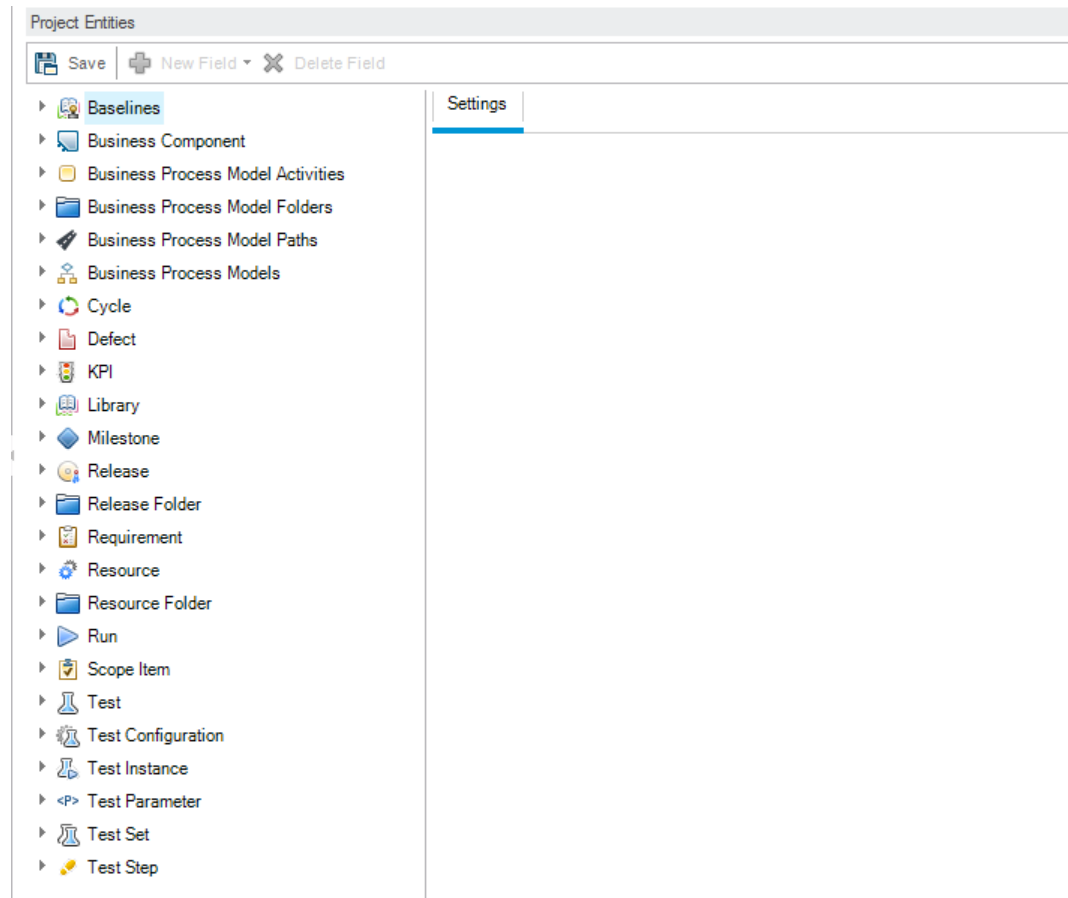 Project Entities
Save New Field Delete Field
Baselines
Settings
Business Component
Business Process Model Activities
Business Process Model Folders
Business Process Model Paths
Business Process Models
Cycle
Defect
KPI
Library
Milestone
Release
Release Folder
Requirement
Resource
Resource Folder
Run
Scope Item
Test
Test Configuration
Test Instance
<P> Test Parameter
Test Set
Test Step